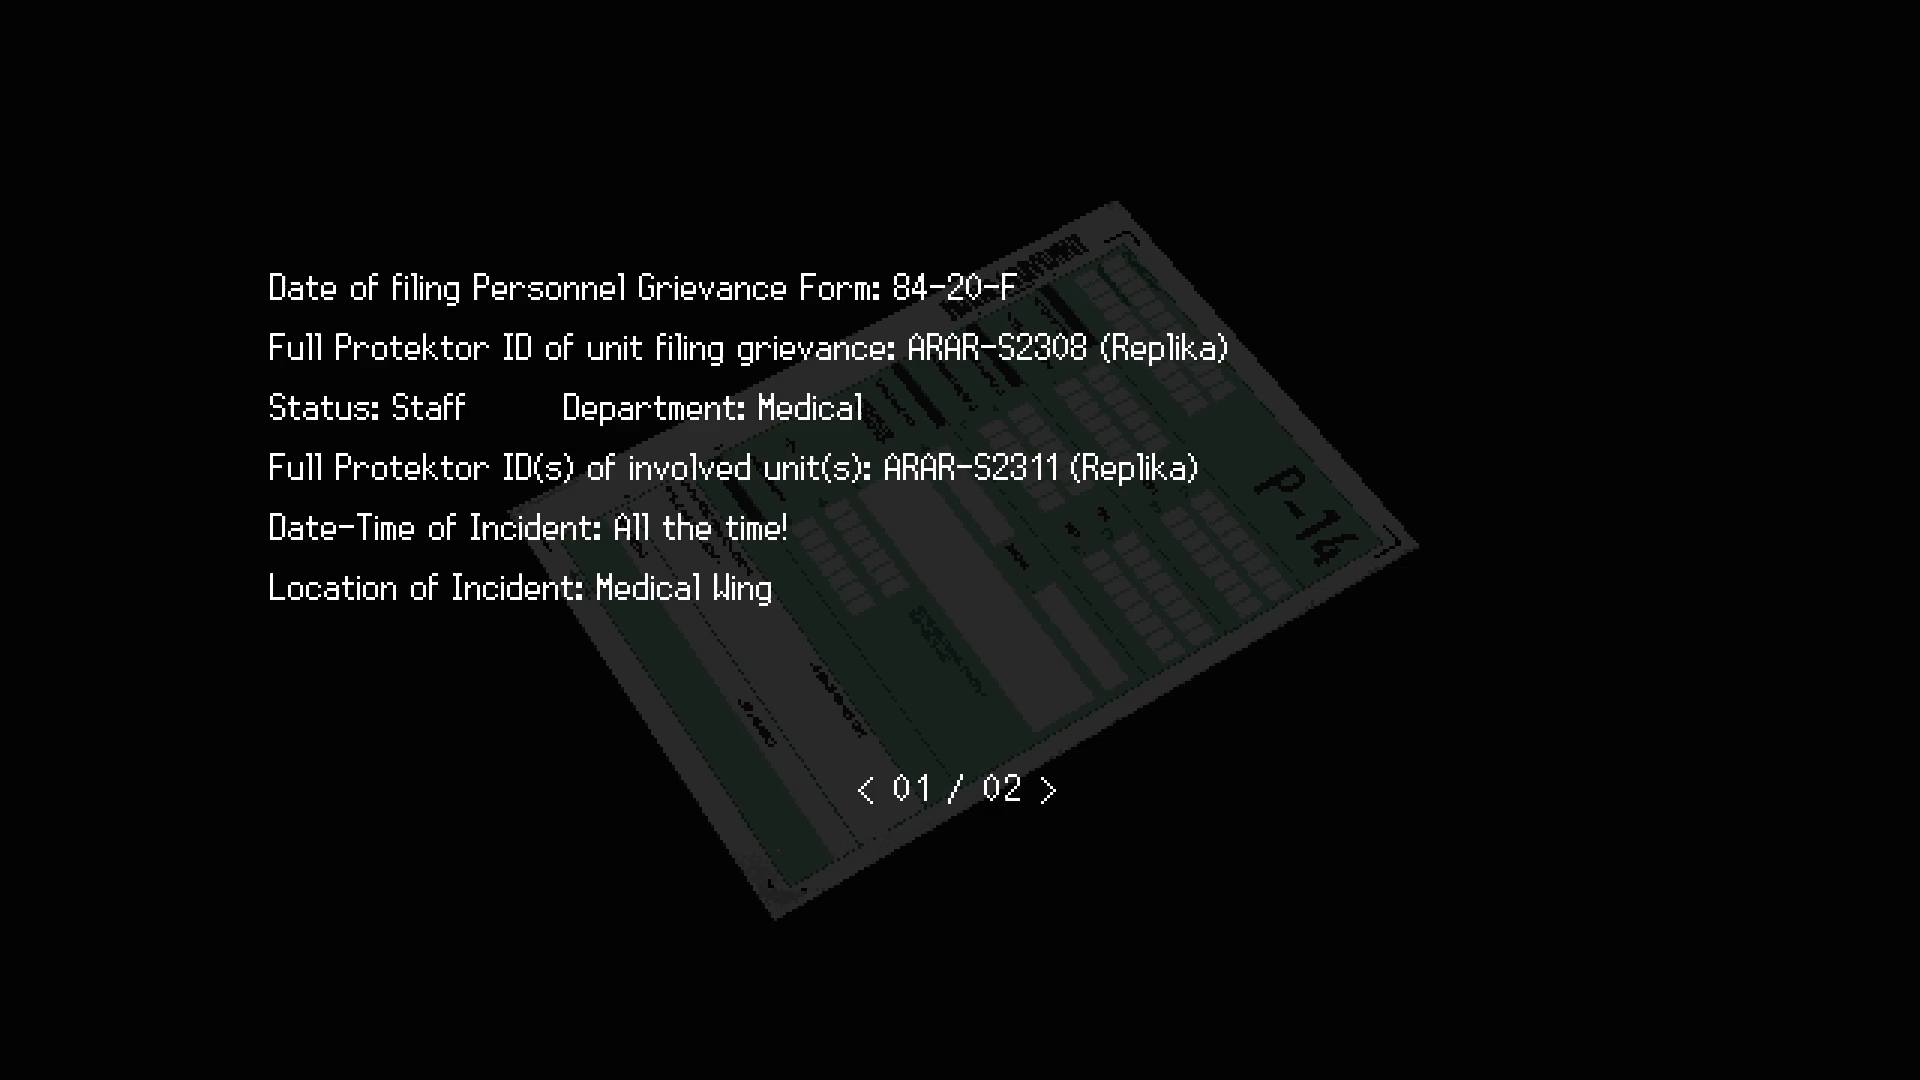 Date of filing Personnel Grievance Form: 84-20-F
Full Protektor ID of unit filing grievance: ARAR-S2308 (Replika)
Status: Staff Department: Medical
Full Protektor ID(s) of involved unit(s): ARAR-S2311 (Replika)
Date-Time of Incident: All the time!
Location of Incident: Medical Wing
P-14
< 01 / 02 >